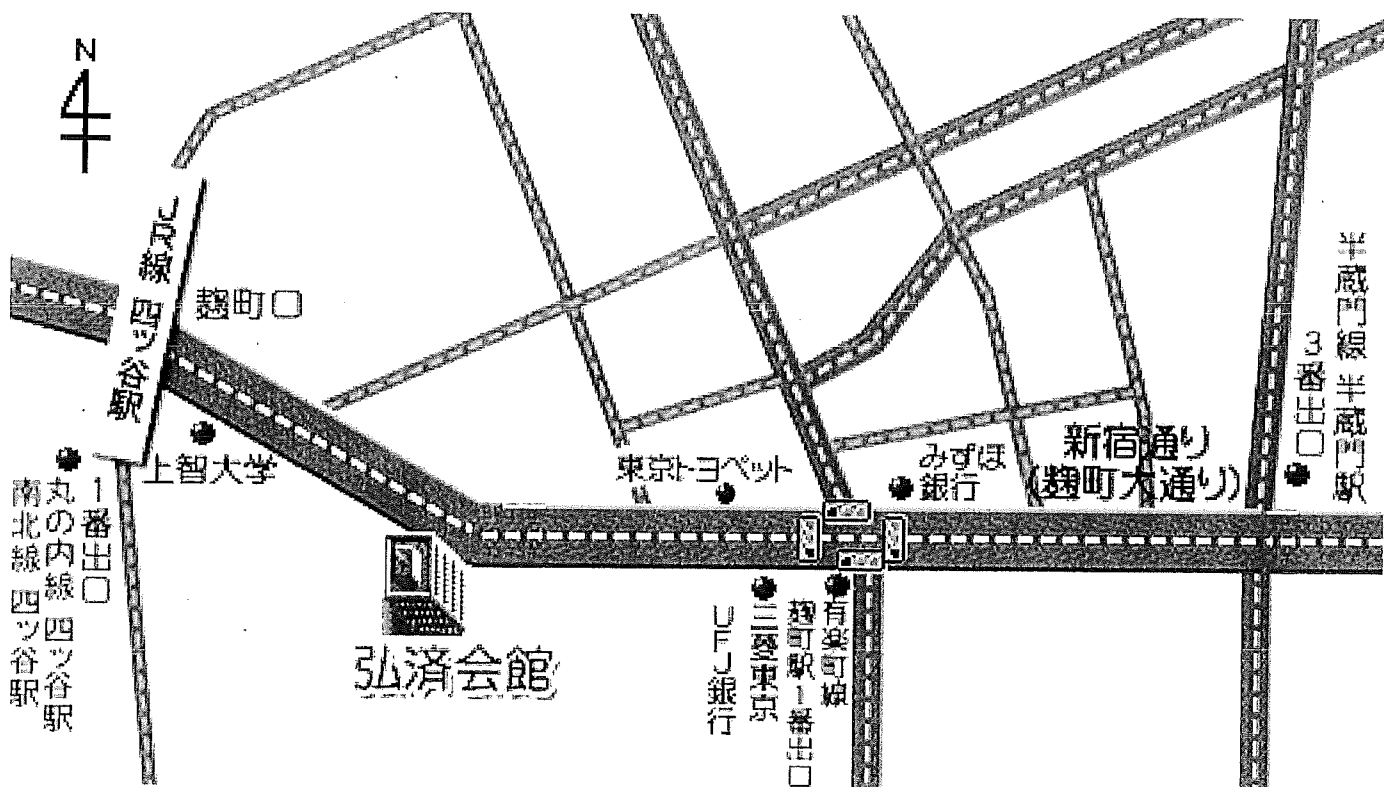 N
JR線 四ツ谷駅
麹町口
上智大学
1番出口
丸の内線 四ツ谷駅
南北線 四ツ谷駅
弘済会館
東京トヨペット
みずほ
銀行
新宿通り
(麹町大通り)
半蔵門線 半蔵門駅
3番出口
有楽町線
麹町駅1番出口
三菱東京
UFJ銀行